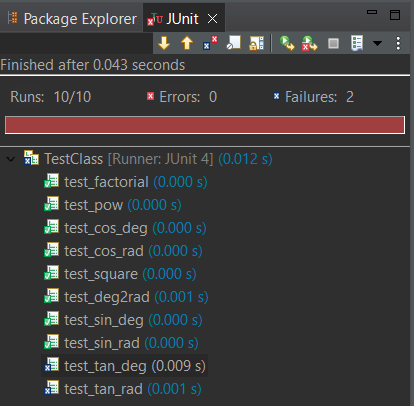 Package Explorer JUnit
Finished after 0.043 seconds
Runs: 10/10 Errors: 0 Failures: 2
TestClass [Runner: JUnit 4] (0.012 s)
test_factorial (0.000 s)
test_pow (0.000 s)
test_cos_deg (0.000 s)
test_cos_rad (0.000 s)
test_square (0.000 s)
test_deg2rad (0.001 s)
test_sin_deg (0.000 s)
test_sin_rad (0.000 s)
test_tan_deg (0.009 s)
test_tan_rad (0.001 s)